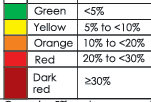 Green <5%
Yellow 5% to <10%
Orange 10% to <20%
Red 20% to <30%
Dark
red ≥30%